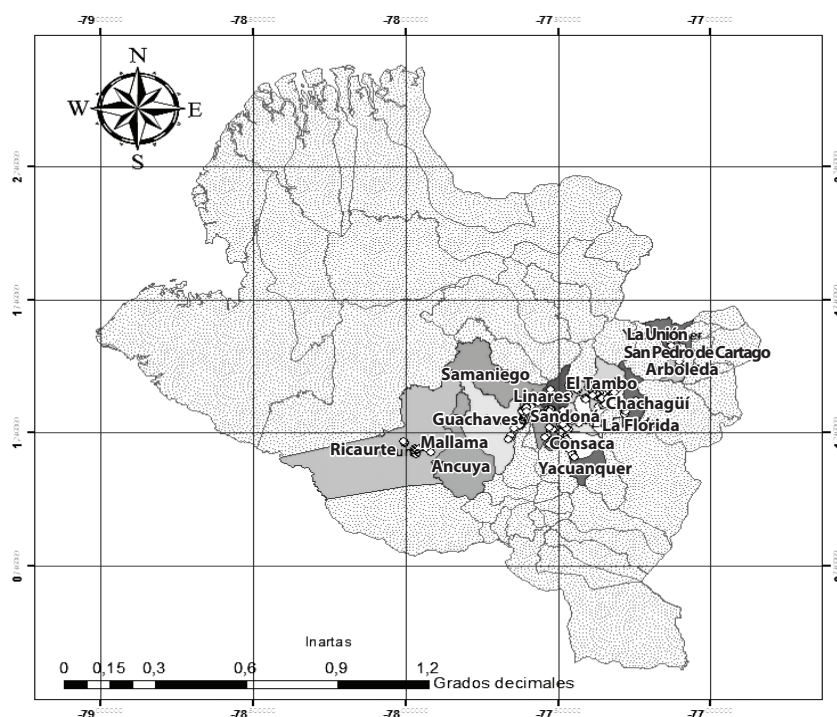 -79 -78 -78 -77 -77
N
W E
S
2
1
1
0
La Unión
San Pedro de Cartago
Arboleda
Samaniego
El Tambo
Linares
Chachagüí
Guachaves
Sandona
La Florida
Ricaurte
Mallama
Consaca
Ancuya
Yacuanquer
Inartas
0 0,15 0,3 0,6 0,9 1,2
Grados decimales
-79 -78 -78 -77 -77